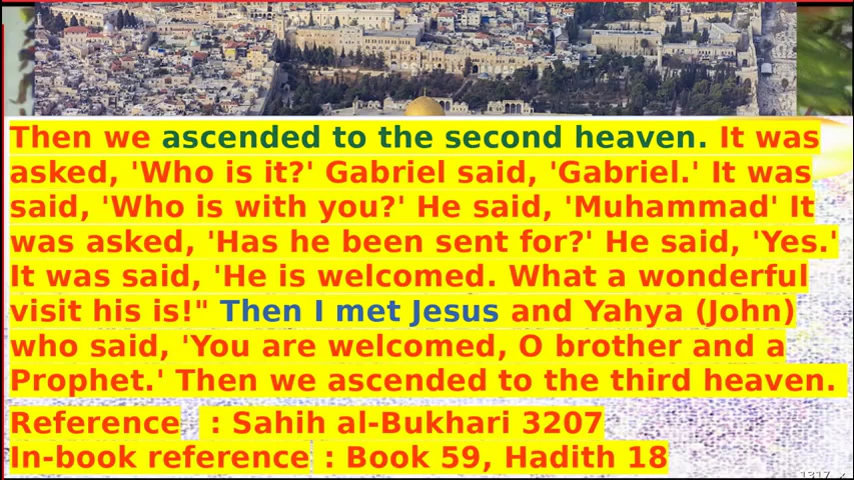 Then we ascended to the second heaven. It was
asked, 'Who is it?' Gabriel said, 'Gabriel.' It was
said, 'Who is with you?' He said, 'Muhammad' It
was asked, 'Has he been sent for?' He said, 'Yes.'
It was said, 'He is welcomed. What a wonderful
visit his is!" Then I met Jesus and Yahya (John)
who said, 'You are welcomed, O brother and a
Prophet.' Then we ascended to the third heaven.
Reference : Sahih al-Bukhari 3207
In-book reference : Book 59, Hadith 18